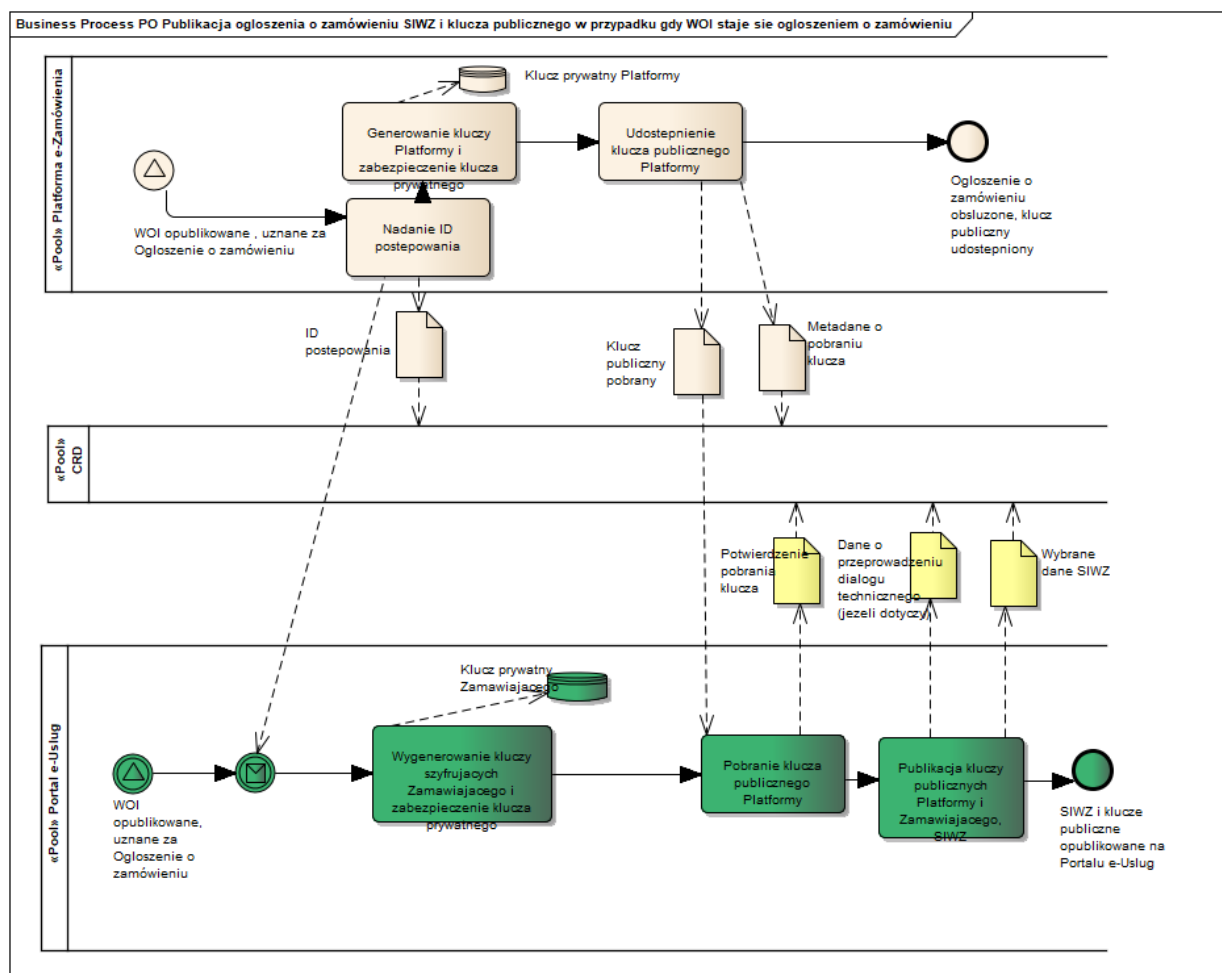 Business Process PO Publikacja ogloszenia o zamówieniu SIWZ i klucza publicznego w przypadku gdy WOI staje sie ogloszeniem o zamówieniu
«Pool» Platforma e-Zamówienia
Klucz prywatny Platformy
Generowanie kluczy
Platformy i
zabezpieczenie klucza
prywatnego
Udostepnienie
klucza publicznego
Platformy
WOI opublikowane , uznane za
Ogloszenie o zamówieniu
Nadanie ID
postepowania
Ogloszenie o
zamówieniu
obsluzone, klucz
publiczny
udostepniony
ID
postepowania
Klucz
publiczny
pobrany
Metadane o
pobraniu
klucza
«Pool»
CRD
Potwierdzenie
pobrania
klucza
Dane o
przeprowadzeniu
dialogu
technicznego
(jezeli dotyczy)
Wybrane
dane SIWZ
«Pool» Portal e-Uslug
Klucz prywatny
Zamawiajacego
WOI
opublikowane,
uznane za
Ogloszenie o
zamówieniu
Wygenerowanie kluczy
szyfrujacych
Zamawiajacego i
zabezpieczenie klucza
prywatnego
Pobranie klucza
publicznego
Platformy
Publikacja kluczy
publicznych
Platformy i
Zamawiajacego,
SIWZ
SIWZ i klucze
publiczne
opublikowane na
Portalu e-Uslug